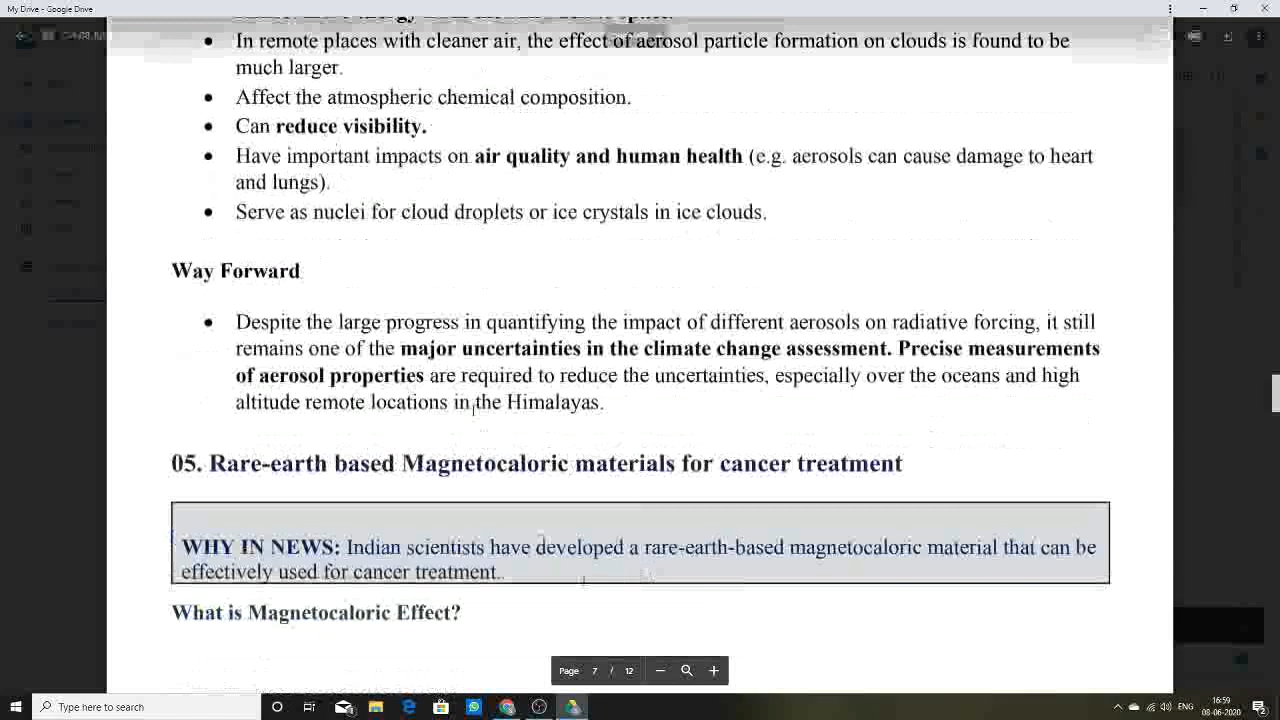 My Drive - Google Drive
In remote places with cleaner air, the effect of aerosol particle formation on clouds is found to be
much larger.
Affect the atmospheric chemical composition.
Can reduce visibility.
Have important impacts on air quality and human health (e.g. aerosols can cause damage to heart
and lungs).
Serve as nuclei for cloud droplets or ice crystals in ice clouds.
Way Forward
Despite the large progress in quantifying the impact of different aerosols on radiative forcing, it still
remains one of the major uncertainties in the climate change assessment. Precise measurements
of aerosol properties are required to reduce the uncertainties, especially over the oceans and high
altitude remote locations in the Himalayas.
05. Rare-earth based Magnetocaloric materials for cancer treatment
WHY IN NEWS: Indian scientists have developed a rare-earth-based magnetocaloric material that can be
effectively used for cancer treatment.
What is Magnetocaloric Effect?
Page 7 / 12
Type here to search
ENG
16:59
08-06-2020